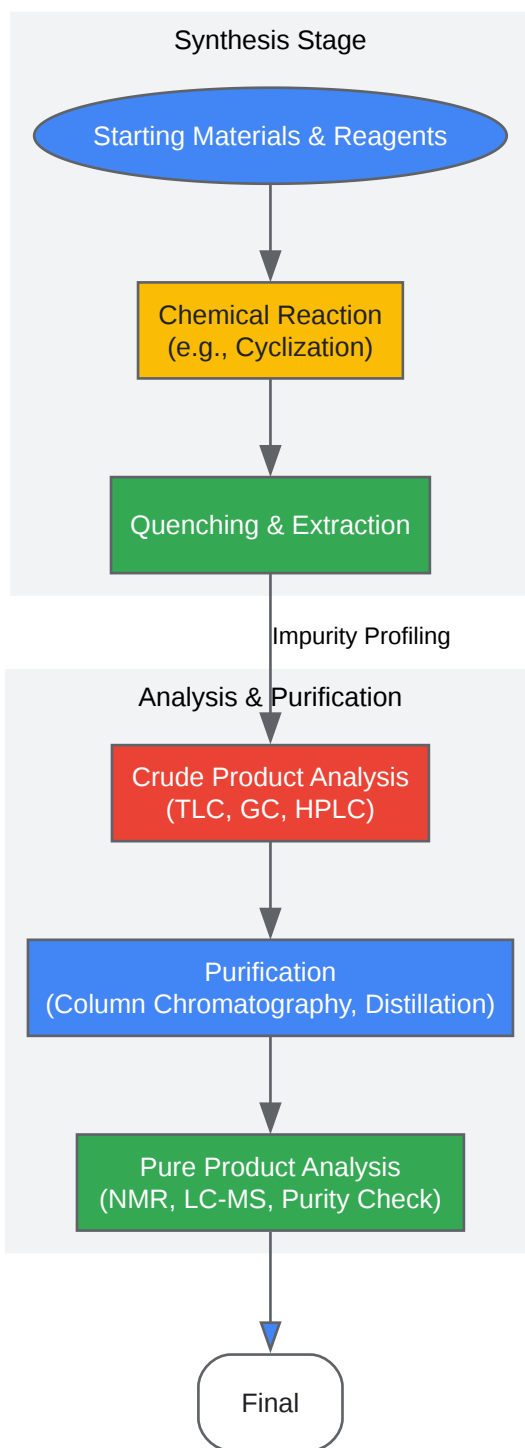 Synthesis Stage
Starting Materials & Reagents
Chemical Reaction
(e.g., Cyclization)
Quenching & Extraction
Impurity Profiling
Analysis & Purification
Crude Product Analysis
(TLC, GC, HPLC)
Purification
(Column Chromatography, Distillation)
Pure Product Analysis
(NMR, LC-MS, Purity Check)
Final